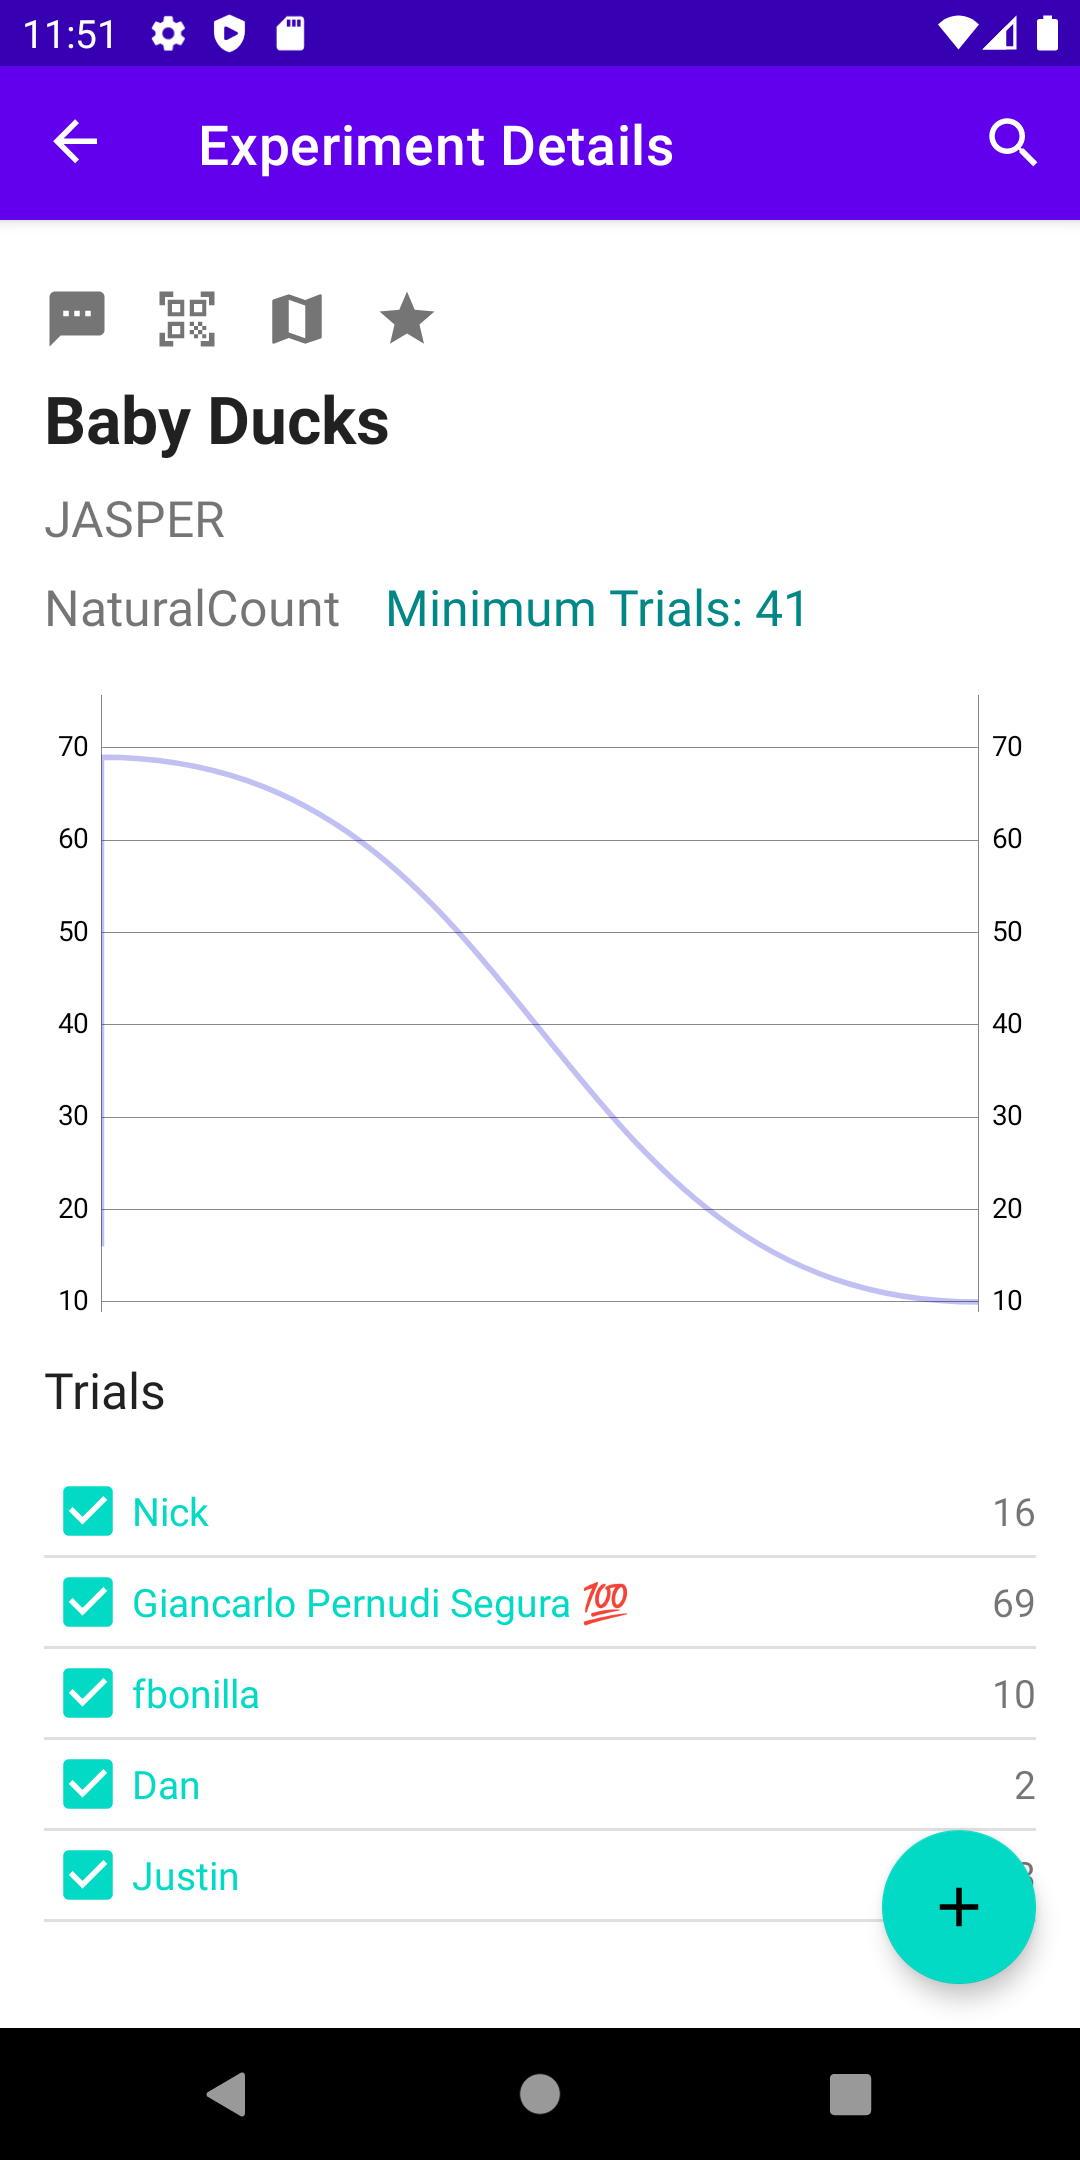 11:51
Experiment Details
Baby Ducks
JASPER
NaturalCount Minimum Trials: 41
70 70
60 60
50 50
40 40
30 30
20 20
10 10
Trials
Nick 16
Giancarlo Pernudi Segura 💯 69
fbonilla 10
Dan 2
Justin